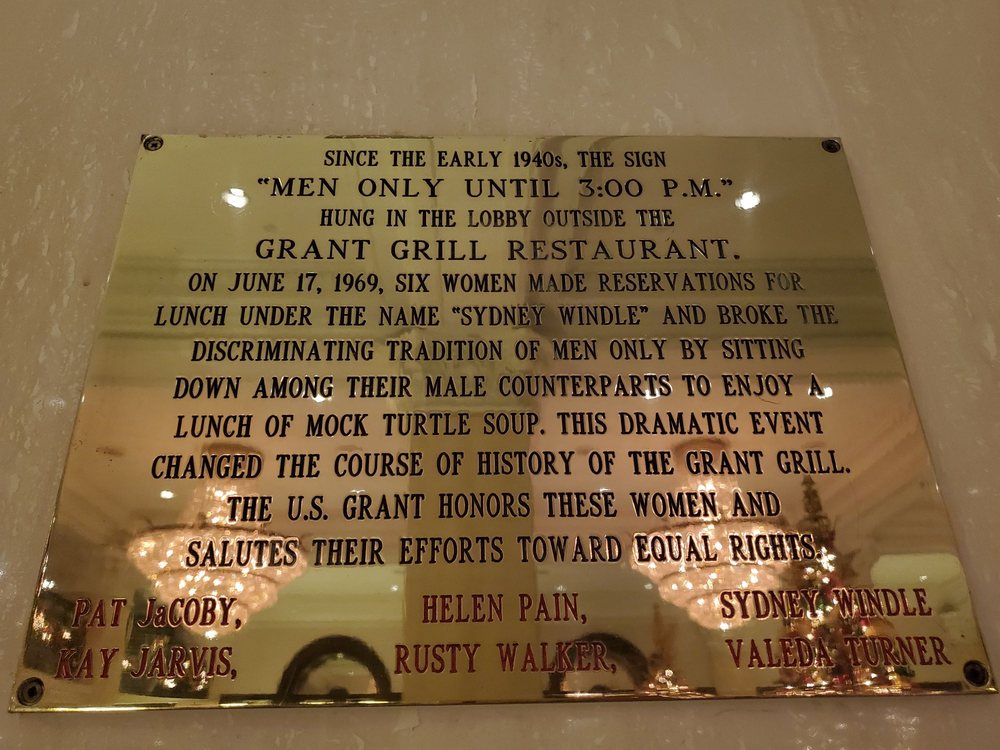 SINCE THE EARLY 1940s, THE SIGN
"MEN ONLY UNTIL 3:00 P.M."
HUNG IN THE LOBBY OUTSIDE THE
GRANT GRILL RESTAURANT.
ON JUNE 17, 1969, SIX WOMEN MADE RESERVATIONS FOR
LUNCH UNDER THE NAME "SYDNEY WINDLE" AND BROKE THE
DISCRIMINATING TRADITION OF MEN ONLY BY SITTING
DOWN AMONG THEIR MALE COUNTERPARTS TO ENJOY A
LUNCH OF MOCK TURTLE SOUP. THIS DRAMATIC EVENT
CHANGED THE COURSE OF HISTORY OF THE GRANT GRILL.
THE U.S. GRANT HONORS THESE WOMEN AND
SALUTES THEIR EFFORTS TOWARD EQUAL RIGHTS.
PAT JaCOBY, HELEN PAIN, SYDNEY WINDLE
KAY JARVIS, RUSTY WALKER, VALEDA TURNER